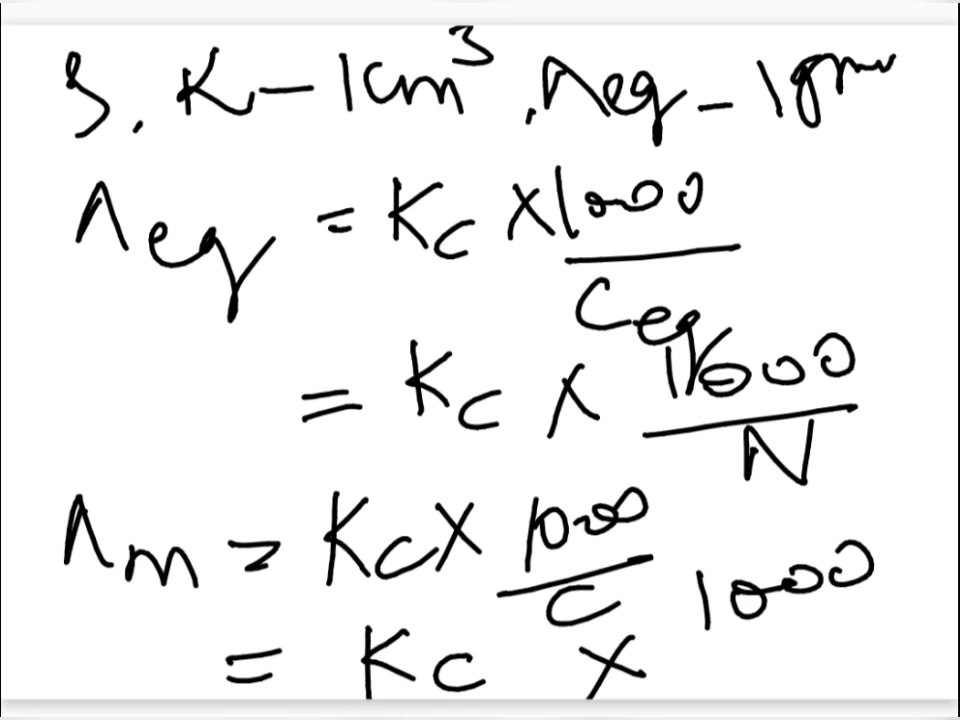 3. K - 1cm³, Λeq - 1gm
Λeq = Kc × 1000
Ceq
= Kc × 1000
N
Λm = Kc × 1000
C
1000
= Kc ×